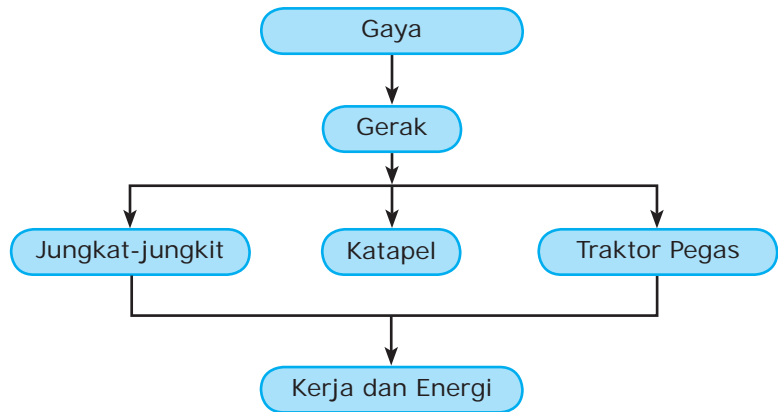 Gaya
Gerak
Jungkat-jungkit
Katapel
Traktor Pegas
Kerja dan Energi